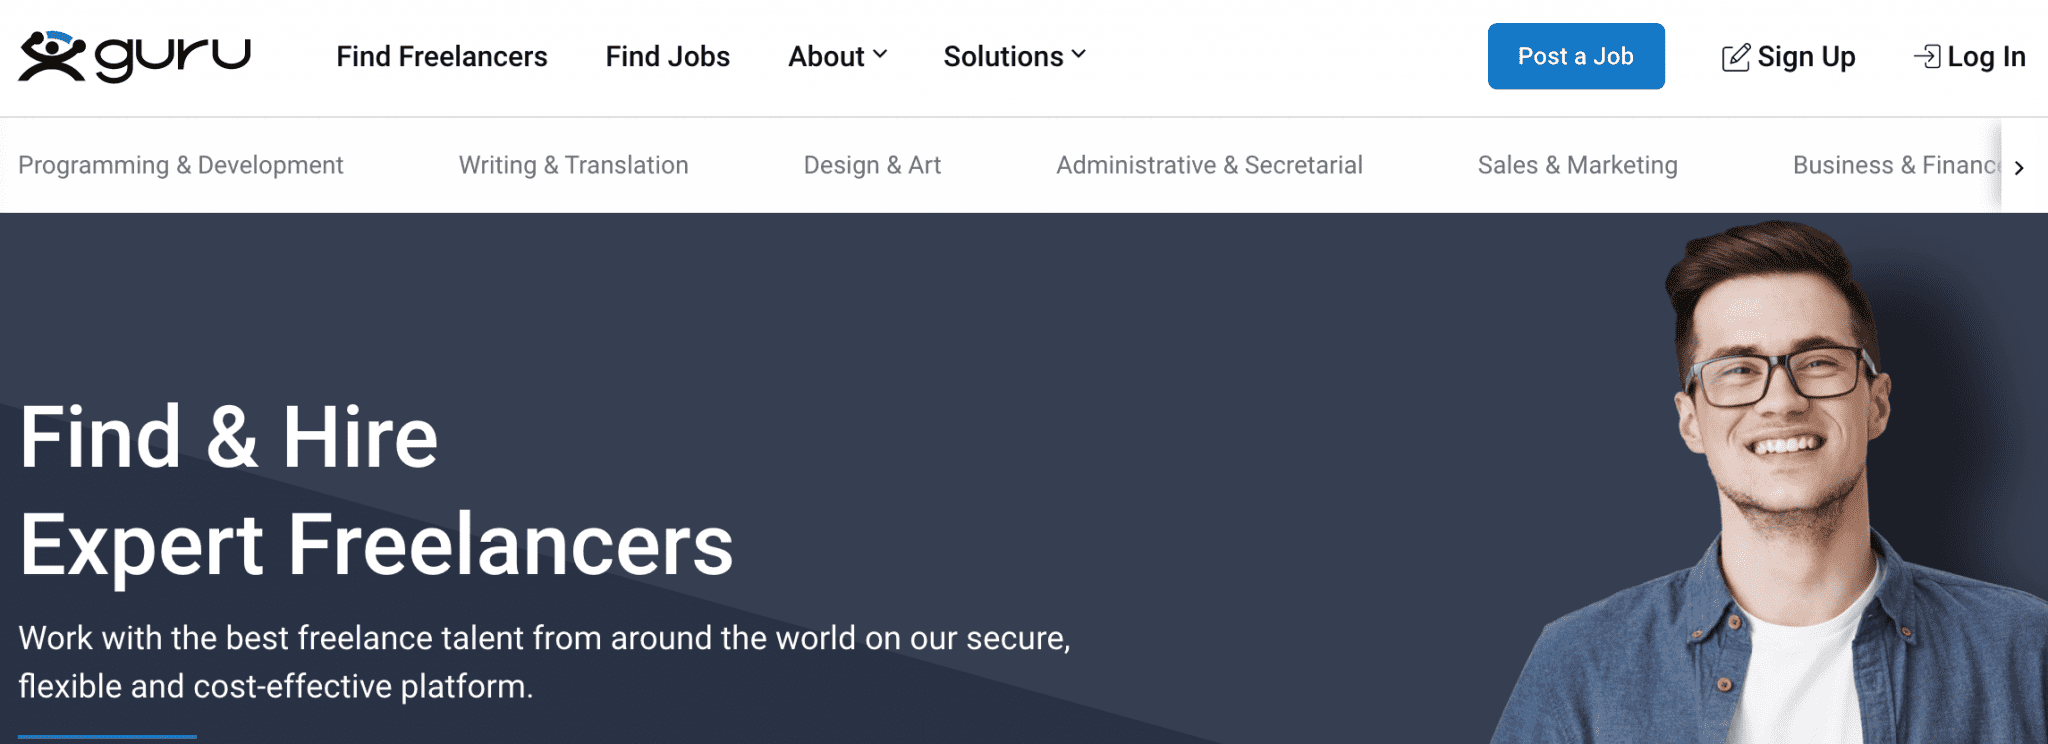 guru
Find Freelancers
Find Jobs
About
Solutions
Post a Job
Sign Up
Log In
Programming & Development
Writing & Translation
Design & Art
Administrative & Secretarial
Sales & Marketing
Business & Finance
Find & Hire
Expert Freelancers
Work with the best freelance talent from around the world on our secure,
flexible and cost-effective platform.